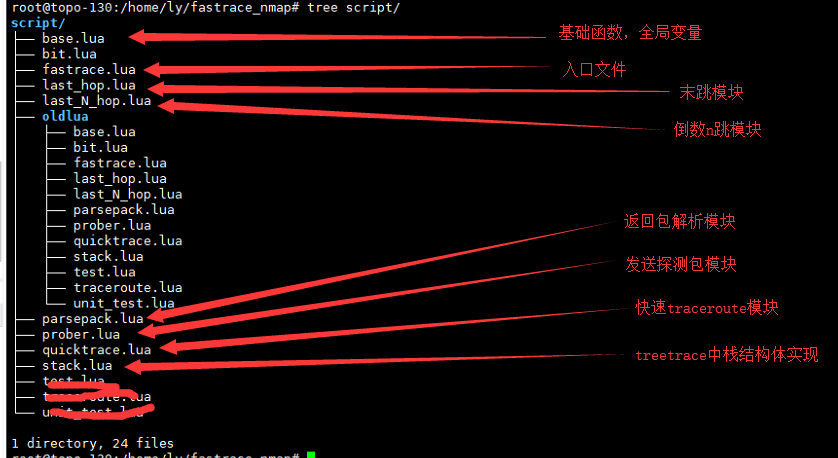 root@topo-130:/home/ly/fastrace_nmap# tree script/
script/
├── base.lua 基础函数，全局变量
├── bit.lua
├── fastrace.lua 入口文件
├── last_hop.lua 末跳模块
├── last_N_hop.lua 倒数n跳模块
├── oldlua
│   ├── base.lua
│   ├── bit.lua
│   ├── fastrace.lua
│   ├── last_hop.lua
│   ├── last_N_hop.lua
│   ├── parsepack.lua
│   ├── prober.lua
│   ├── quicktrace.lua
│   ├── stack.lua
│   ├── test.lua
│   ├── traceroute.lua
│   └── unit_test.lua
├── parsepack.lua 返回包解析模块
├── prober.lua 发送探测包模块
├── quicktrace.lua 快速traceroute模块
├── stack.lua treetrace中栈结构体实现
├── test.lua
├── traceroute.lua
└── unit_test.lua
1 directory, 24 files
root@topo-130:/home/ly/fastrace_nmap#